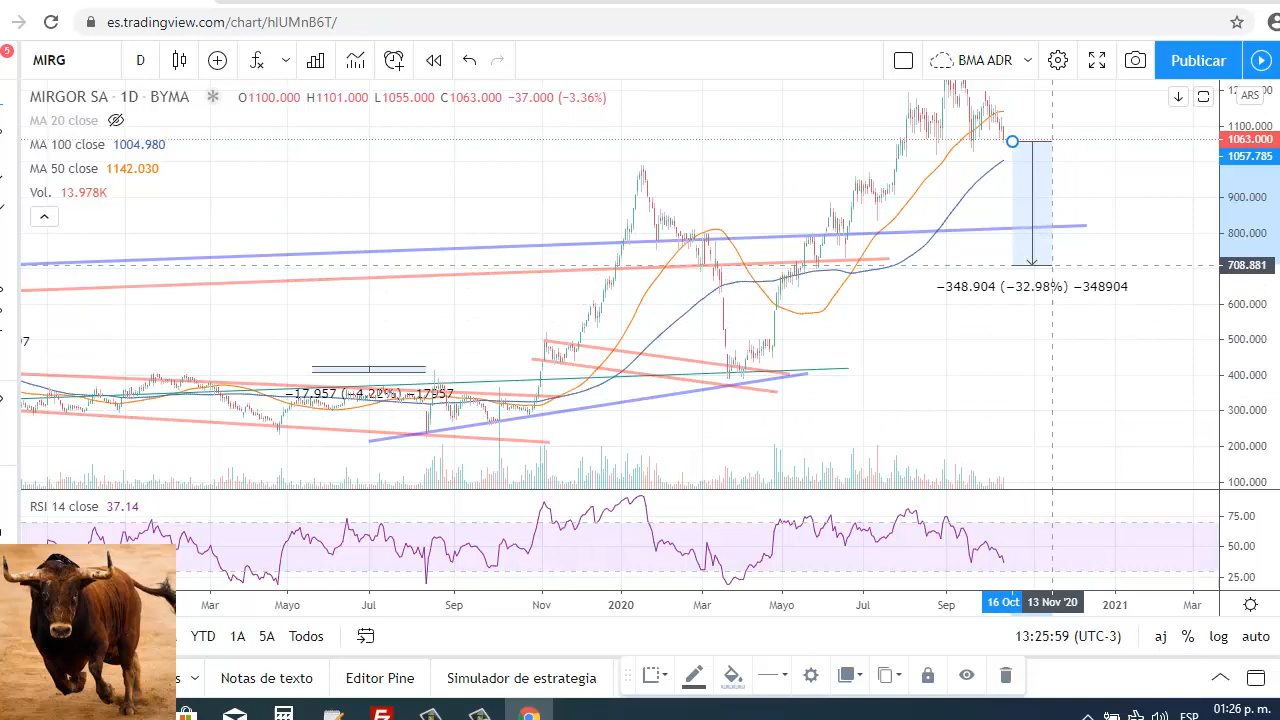 es.tradingview.com/chart/hIUMnB6T/
5
MIRG D BMA ADR Publicar
MIRGOR SA · 1D · BYMA O1100.000 H1101.000 L1055.000 C1063.000 −37.000 (−3.36%)
ARS
MA 20 close
MA 100 close 1004.980
MA 50 close 1142.030
Vol. 13.978K
1100.000
1063.000
1057.785
900.000
800.000
708.881
−348.904 (−32.98%) −348904
600.000
500.000
400.000
−17.957 (−4.22%) −17957
300.000
200.000
100.000
RSI 14 close 37.14
75.00
50.00
25.00
Mar Mayo Jul Sep Nov 2020 Mar Mayo Jul Sep 16 Oct 13 Nov '20 2021 Mar
YTD 1A 5A Todos 13:25:59 (UTC-3) aj % log auto
Notas de texto Editor Pine Simulador de estrategia
ESP 01:26 p. m.